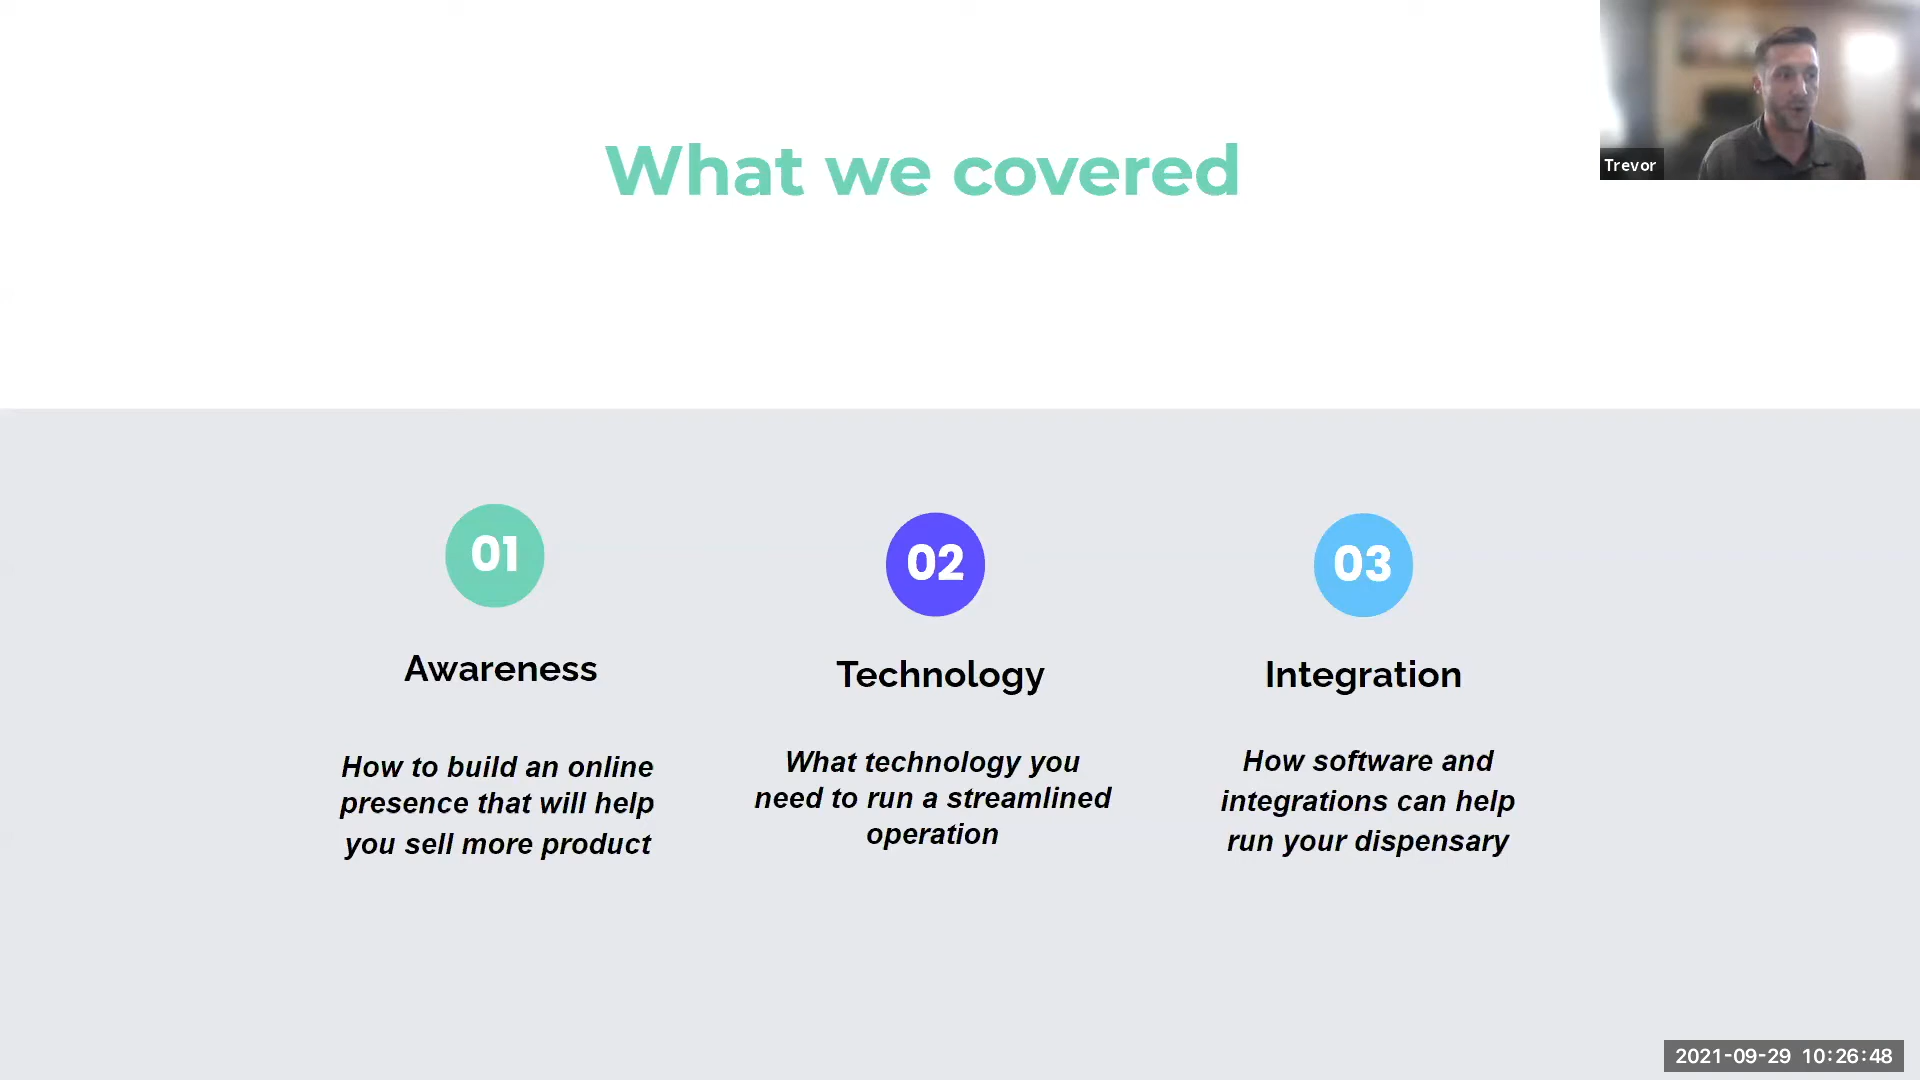 What we covered
Trevor
01
02
03
Awareness
Technology
Integration
How to build an online
presence that will help
you sell more product
What technology you
need to run a streamlined
operation
How software and
integrations can help
run your dispensary
2021-09-29 10:26:48